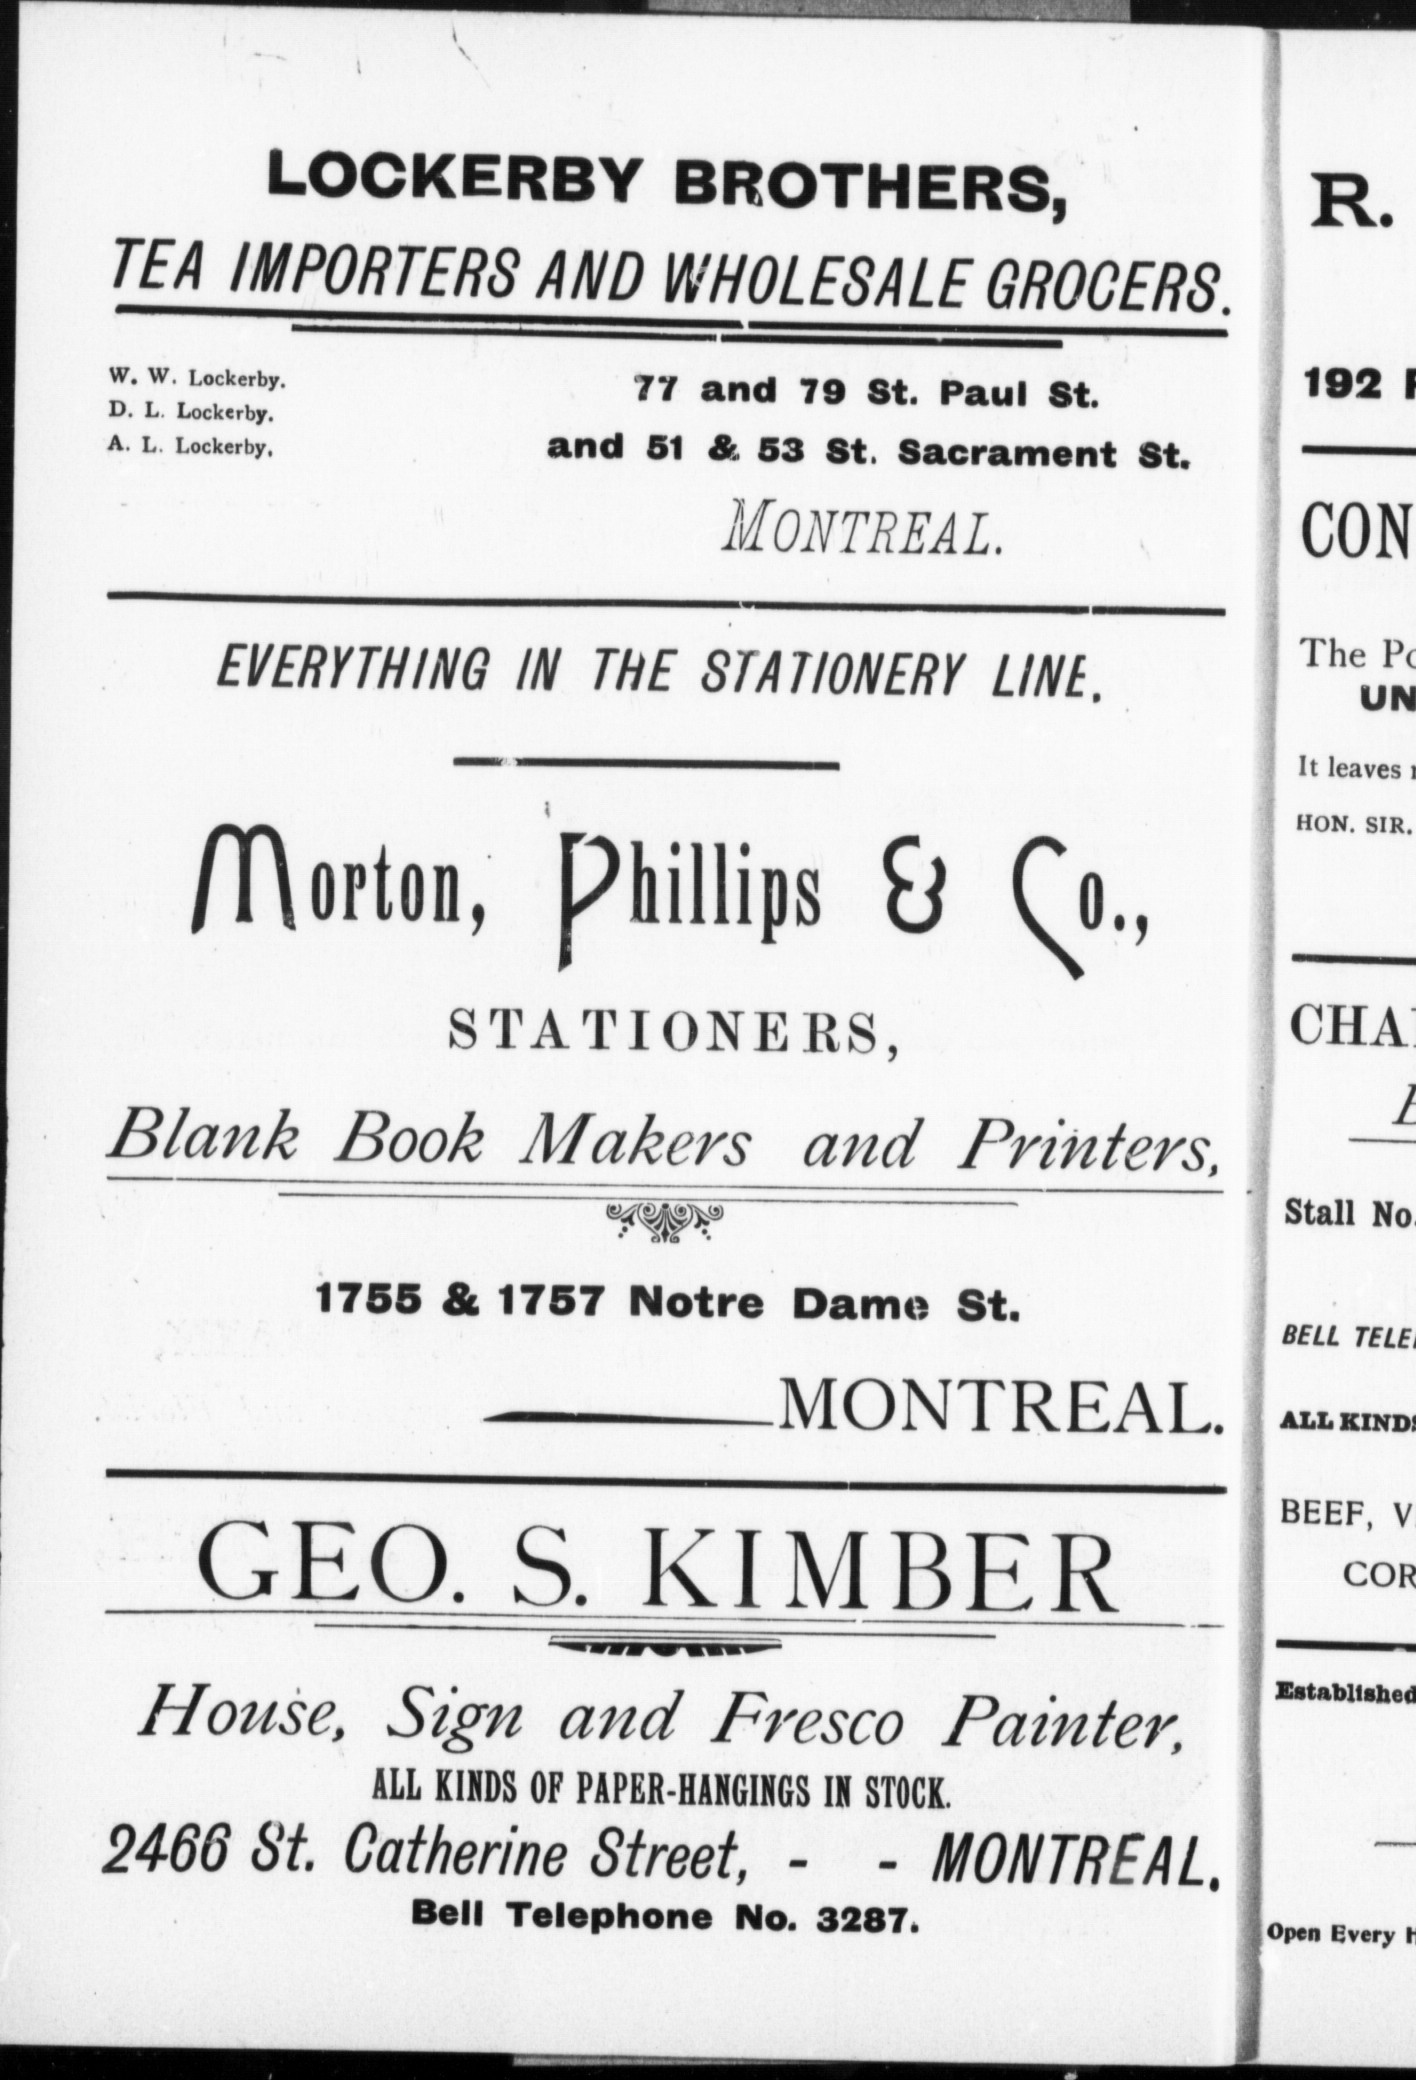 LOCKERBY BROTHERS,
TEA IMPORTERS AND WHOLESALE GROCERS.
W. W. Lockerby.
D. L. Lockerby.
A. L. Lockerby.
77 and 79 St. Paul St.
and 51 & 53 St. Sacrament St.
MONTREAL.
EVERYTHING IN THE STATIONERY LINE.
Morton, Phillips & Co.,
STATIONERS,
Blank Book Makers and Printers,
1755 & 1757 Notre Dame St.
MONTREAL.
GEO. S. KIMBER
House, Sign and Fresco Painter,
ALL KINDS OF PAPER-HANGINGS IN STOCK.
2466 St. Catherine Street, - - MONTREAL.
Bell Telephone No. 3287.
R.
192
CON
The Po
UN
It leaves
HON. SIR.
CHA
Stall No.
BELL TELE
ALL KINDS
BEEF, V
COR
Established
Open Every